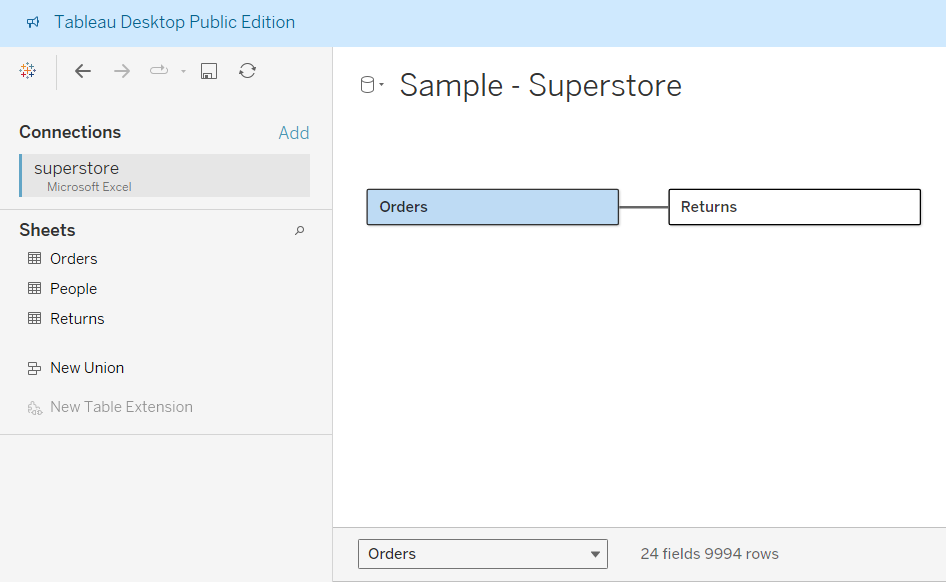 Tableau Desktop Public Edition
Connections Add
superstore
Microsoft Excel
Sheets
Orders
People
Returns
New Union
New Table Extension
Sample - Superstore
Orders Returns
Orders 24 fields 9994 rows